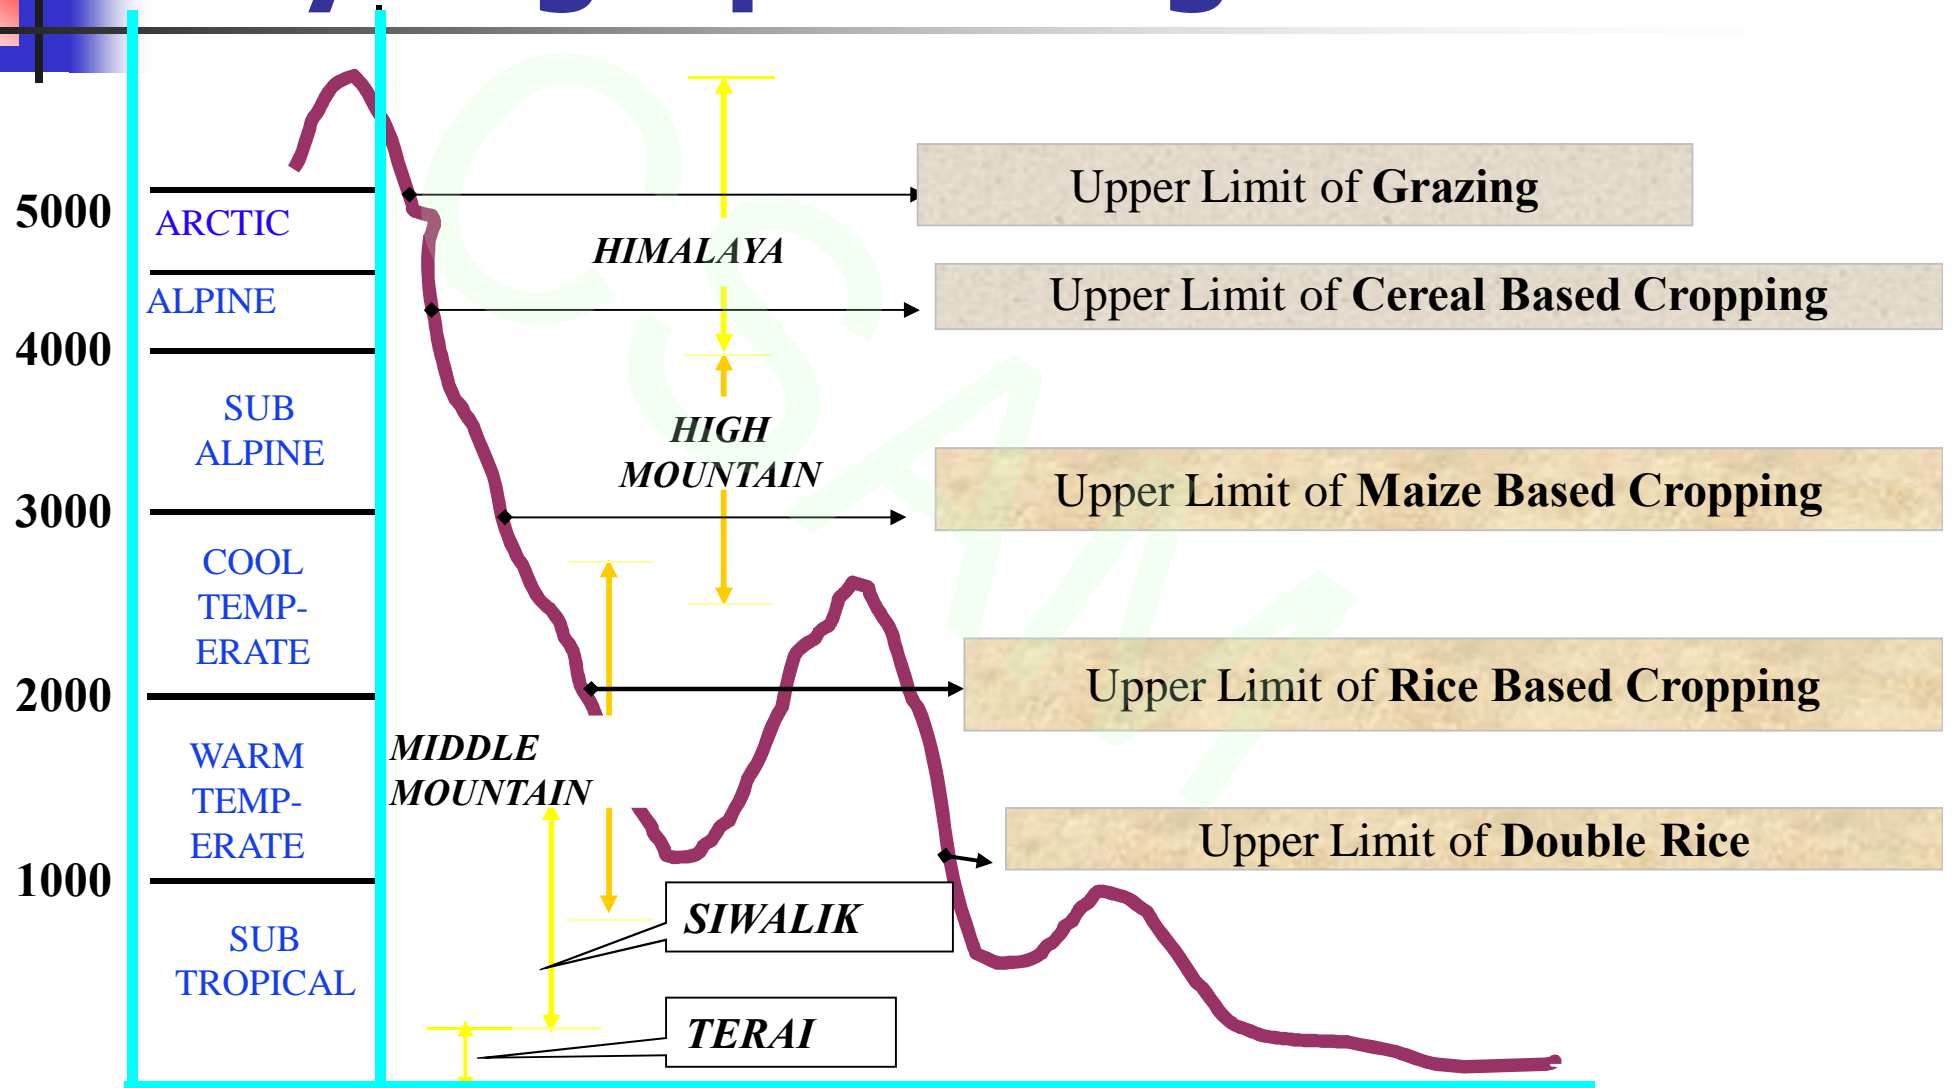 5000
ARCTIC
ALPINE
4000
SUB
ALPINE
3000
COOL
TEMP-
ERATE
2000
WARM
TEMP-
ERATE
1000
SUB
TROPICAL
HIMALAYA
HIGH
MOUNTAIN
MIDDLE
MOUNTAIN
SIWALIK
TERAI
Upper Limit of Grazing
Upper Limit of Cereal Based Cropping
Upper Limit of Maize Based Cropping
Upper Limit of Rice Based Cropping
Upper Limit of Double Rice
CSAM